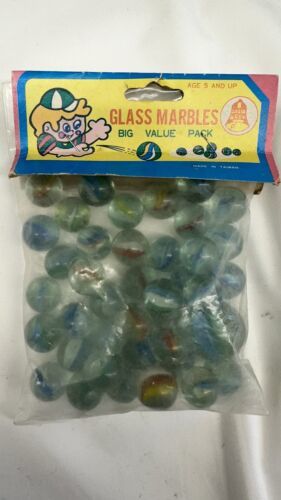 AGE 5 AND UP
GLASS MARBLES
BIG VALUE PACK
MADE IN TAIWAN